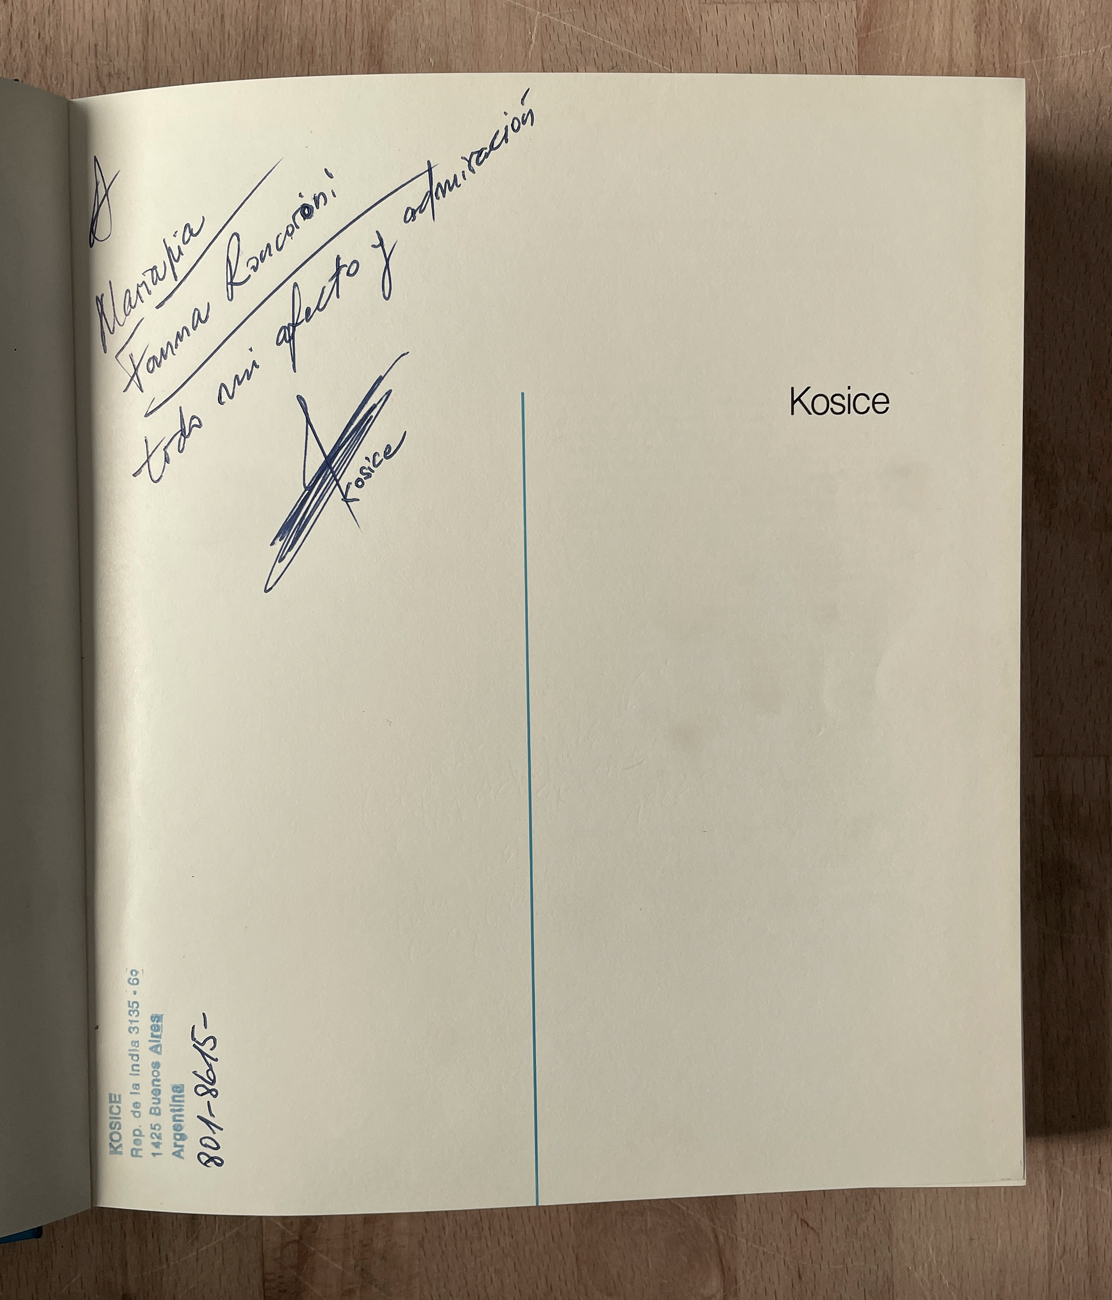 A
Mariapia
Fanna Roncoroni
todo mi afecto y admiración
Kosice
Kosice
KOSICE
Rep. de la India 3135 - 6º
1425 Buenos Aires
Argentina
801-8615-